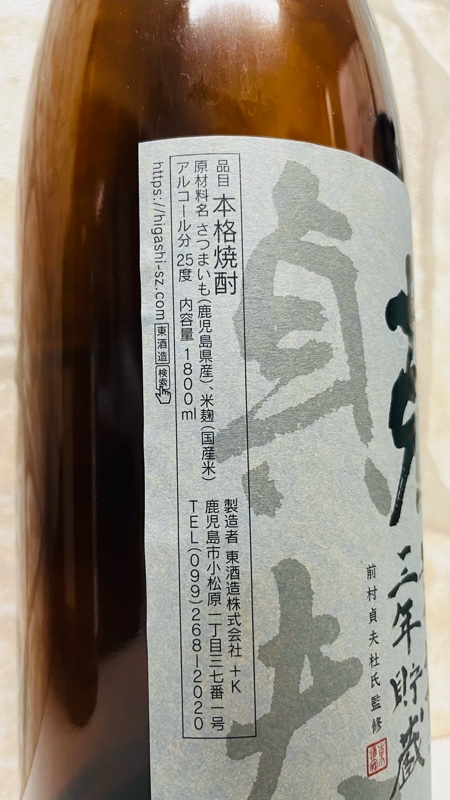 三年貯蔵
前村貞夫杜氏監修
貞夫
品目 本格焼酎
原材料名 さつまいも(鹿児島県産)、米麹(国産米)
アルコール分 25度 内容量 1800ml
製造者 東酒造株式会社 +K
鹿児島市小松原一丁目三七番一号
TEL(099)268-2020
https://higashi-sz.com 東酒造 検索